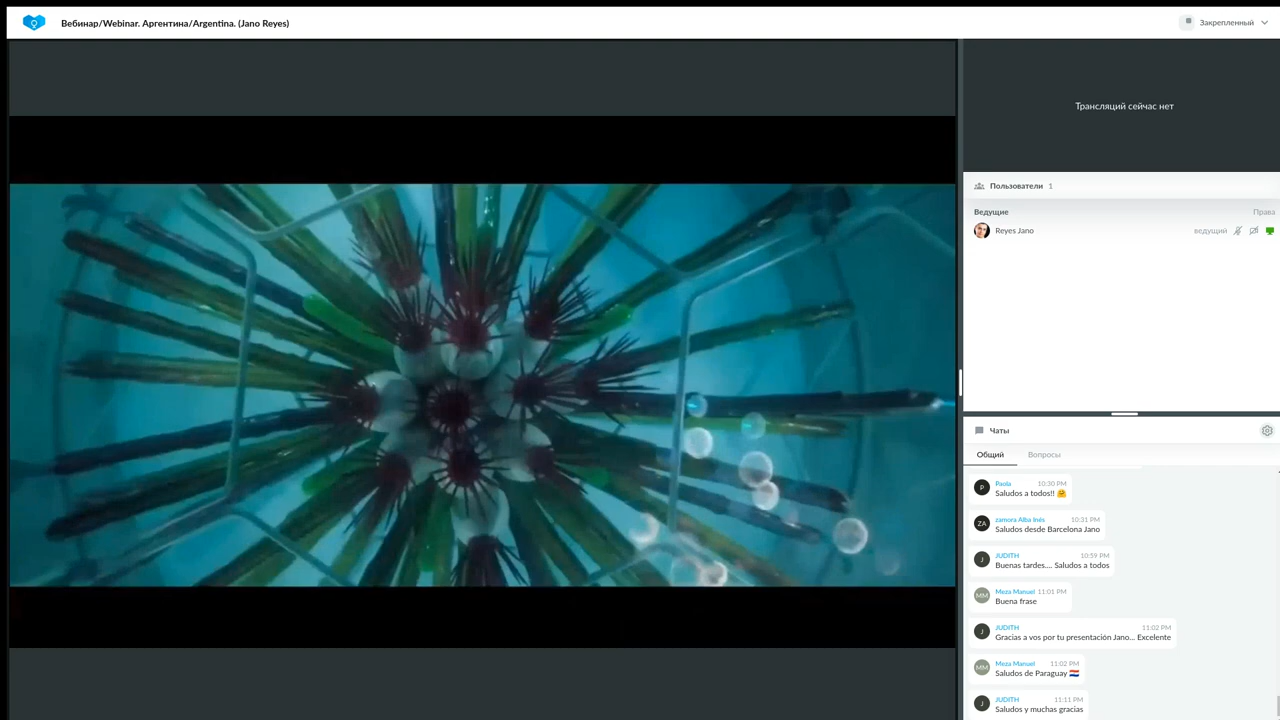 Вебинар/Webinar. Аргентина/Argentina. (Jano Reyes)
Закрепленный
Трансляций сейчас нет
Пользователи 1
Ведущие Права
Reyes Jano ведущий
Чаты
Общий Вопросы
P Paola 10:30 PM
Saludos a todos!! 🤗
ZA zamora Alba Inés 10:31 PM
Saludos desde Barcelona Jano
J JUDITH 10:59 PM
Buenas tardes.... Saludos a todos
MM Meza Manuel 11:01 PM
Buena frase
J JUDITH 11:02 PM
Gracias a vos por tu presentación Jano... Excelente
MM Meza Manuel 11:02 PM
Saludos de Paraguay 🇵🇾
J JUDITH 11:11 PM
Saludos y muchas gracias